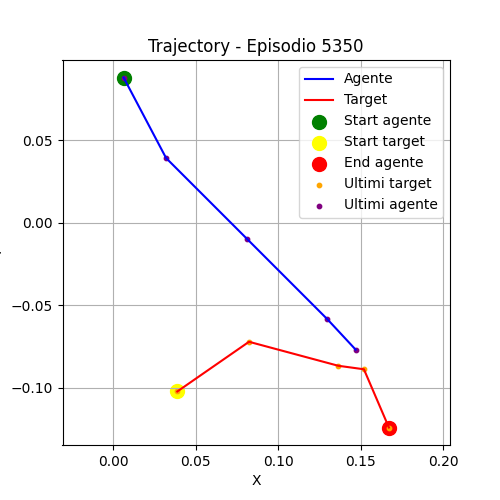 Trajectory - Episodio 5350
Agente
Target
Start agente
Start target
End agente
Ultimi target
Ultimi agente
0.05
0.00
−0.05
−0.10
0.00
0.05
0.10
0.15
0.20
X